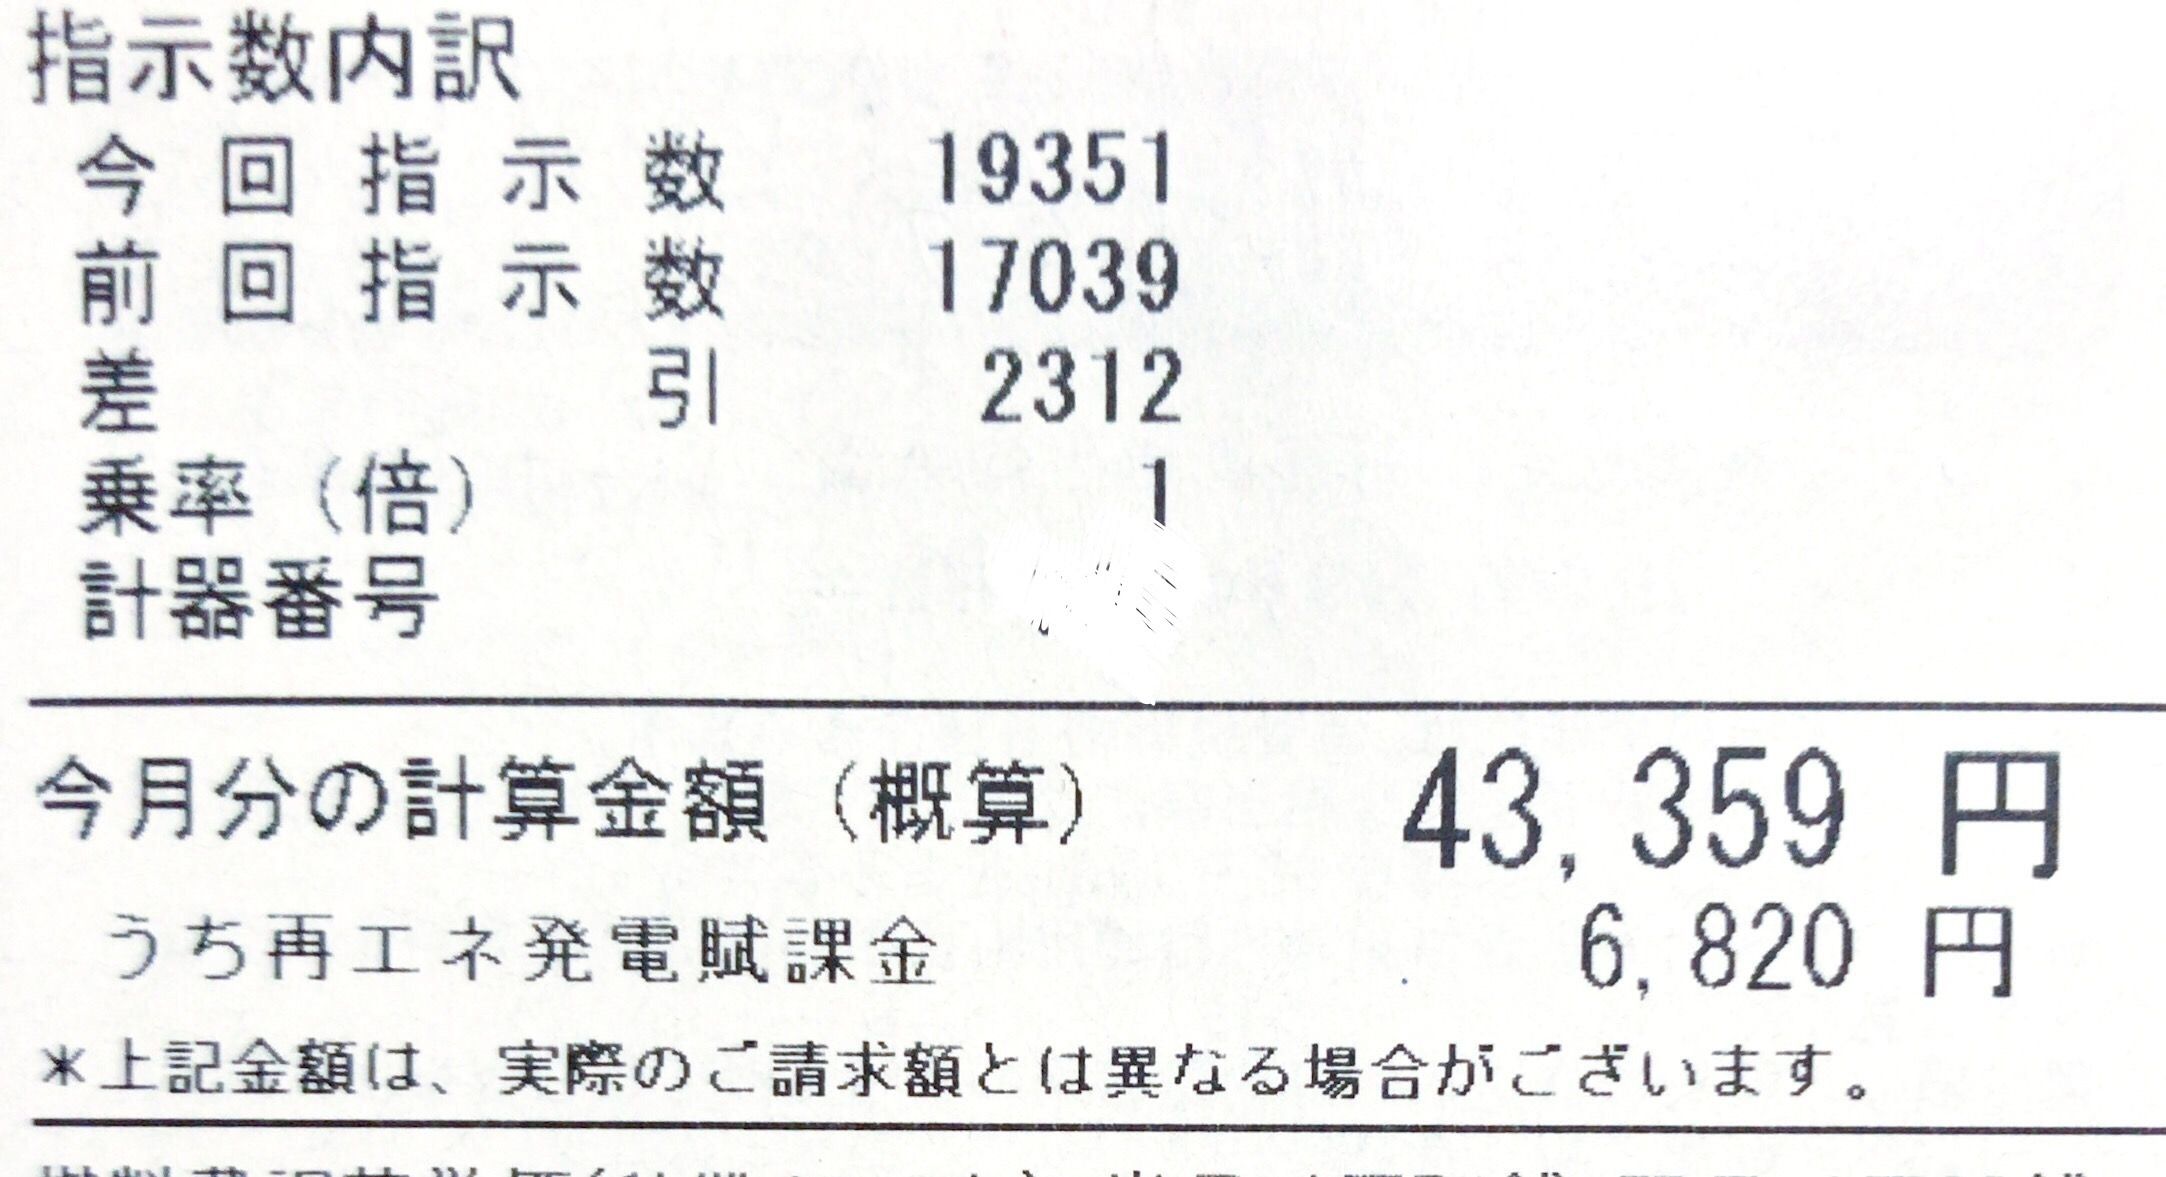 指示数内訳
今回指示数 19351
前回指示数 17039
差引 2312
乗率(倍) 1
計器番号
今月分の計算金額(概算) 43,359 円
うち再エネ発電賦課金 6,820 円
*上記金額は、実際のご請求額とは異なる場合がございます。